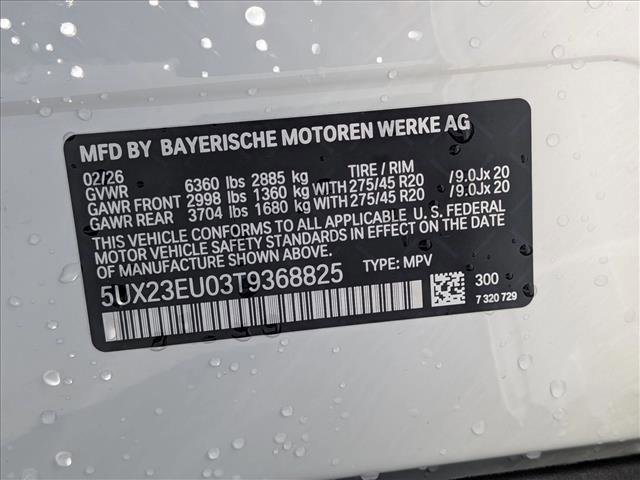 MFD BY BAYERISCHE MOTOREN WERKE AG
02/26 TIRE / RIM
GVWR 6360 lbs 2885 kg
GAWR FRONT 2998 lbs 1360 kg WITH 275/45 R20 /9.0Jx20
GAWR REAR 3704 lbs 1680 kg WITH 275/45 R20 /9.0Jx20
THIS VEHICLE CONFORMS TO ALL APPLICABLE U. S. FEDERAL
MOTOR VEHICLE SAFETY STANDARDS IN EFFECT ON THE DATE
OF MANUFACTURE SHOWN ABOVE.
5UX23EU03T9368825 TYPE: MPV
300
7 320 729